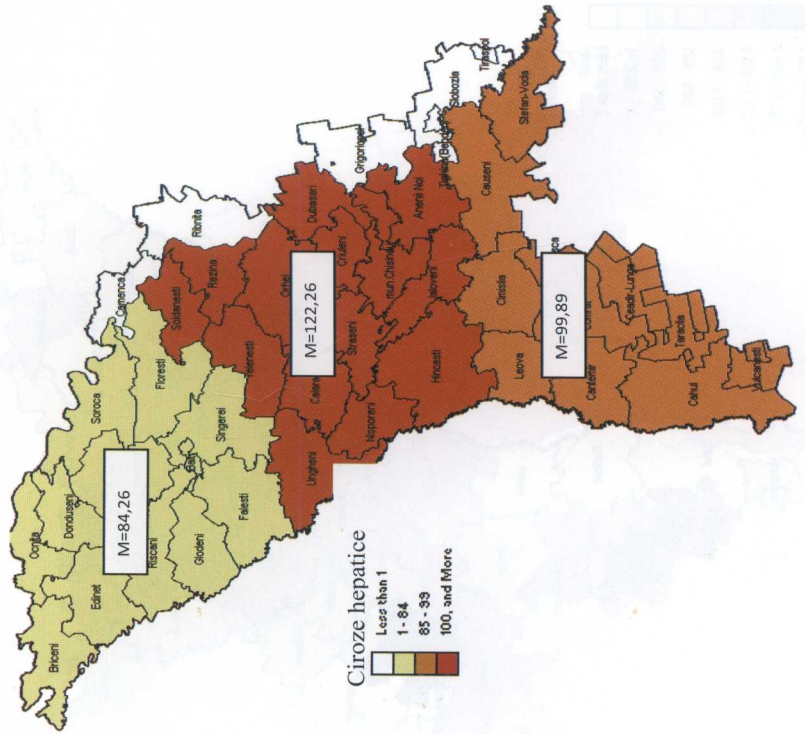 Briceni
Ocnita
Donduseni
Edinet
Soroca
Camenca
M=84,26
Riscani
Floresti
Glodeni
Singerei
Falesti
Soldanesti
Ribnita
Rezina
Ungheni
Orhei
Dubasari
Grigoriopol
M=122,26
Criuleni
Straseni
Nisporeni
mun.Chisinau
Anenii Noi
Hincesti
Slobozia
Tiraspol
Causeni
Stefan-Voda
Cimislia
Leova
M=99,89
Cantemir
Ceadir-Lunga
Taraclia
Cahul
Vulcanesti
Ciroze hepatice
Less than 1
1 - 84
85 - 99
100, and More